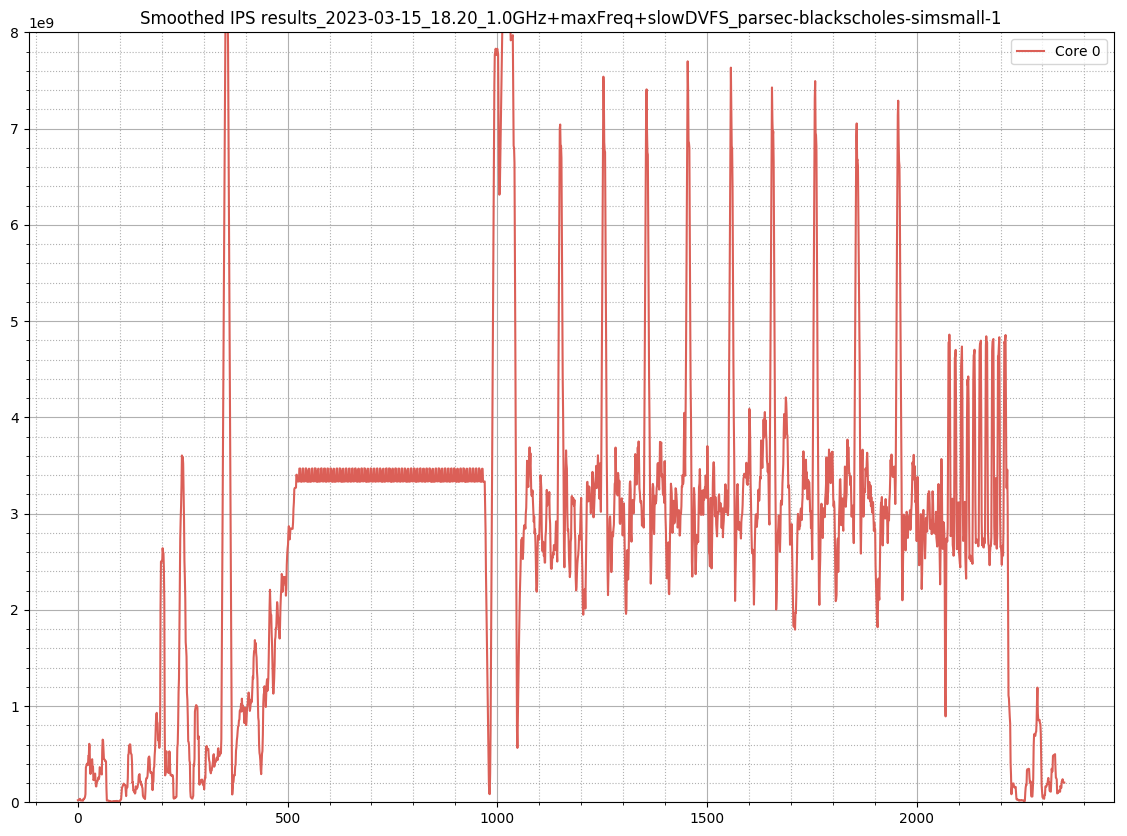 Smoothed IPS results_2023-03-15_18.20_1.0GHz+maxFreq+slowDVFS_parsec-blackscholes-simsmall-1
1e9
Core 0
8
7
6
5
4
3
2
1
0
0 500 1000 1500 2000